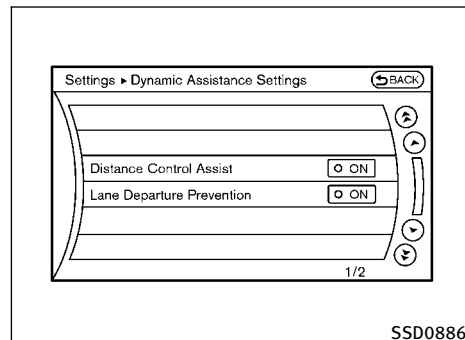 Settings ▸ Dynamic Assistance Settings BACK
Distance Control Assist ON
Lane Departure Prevention ON
1/2
SSD0886